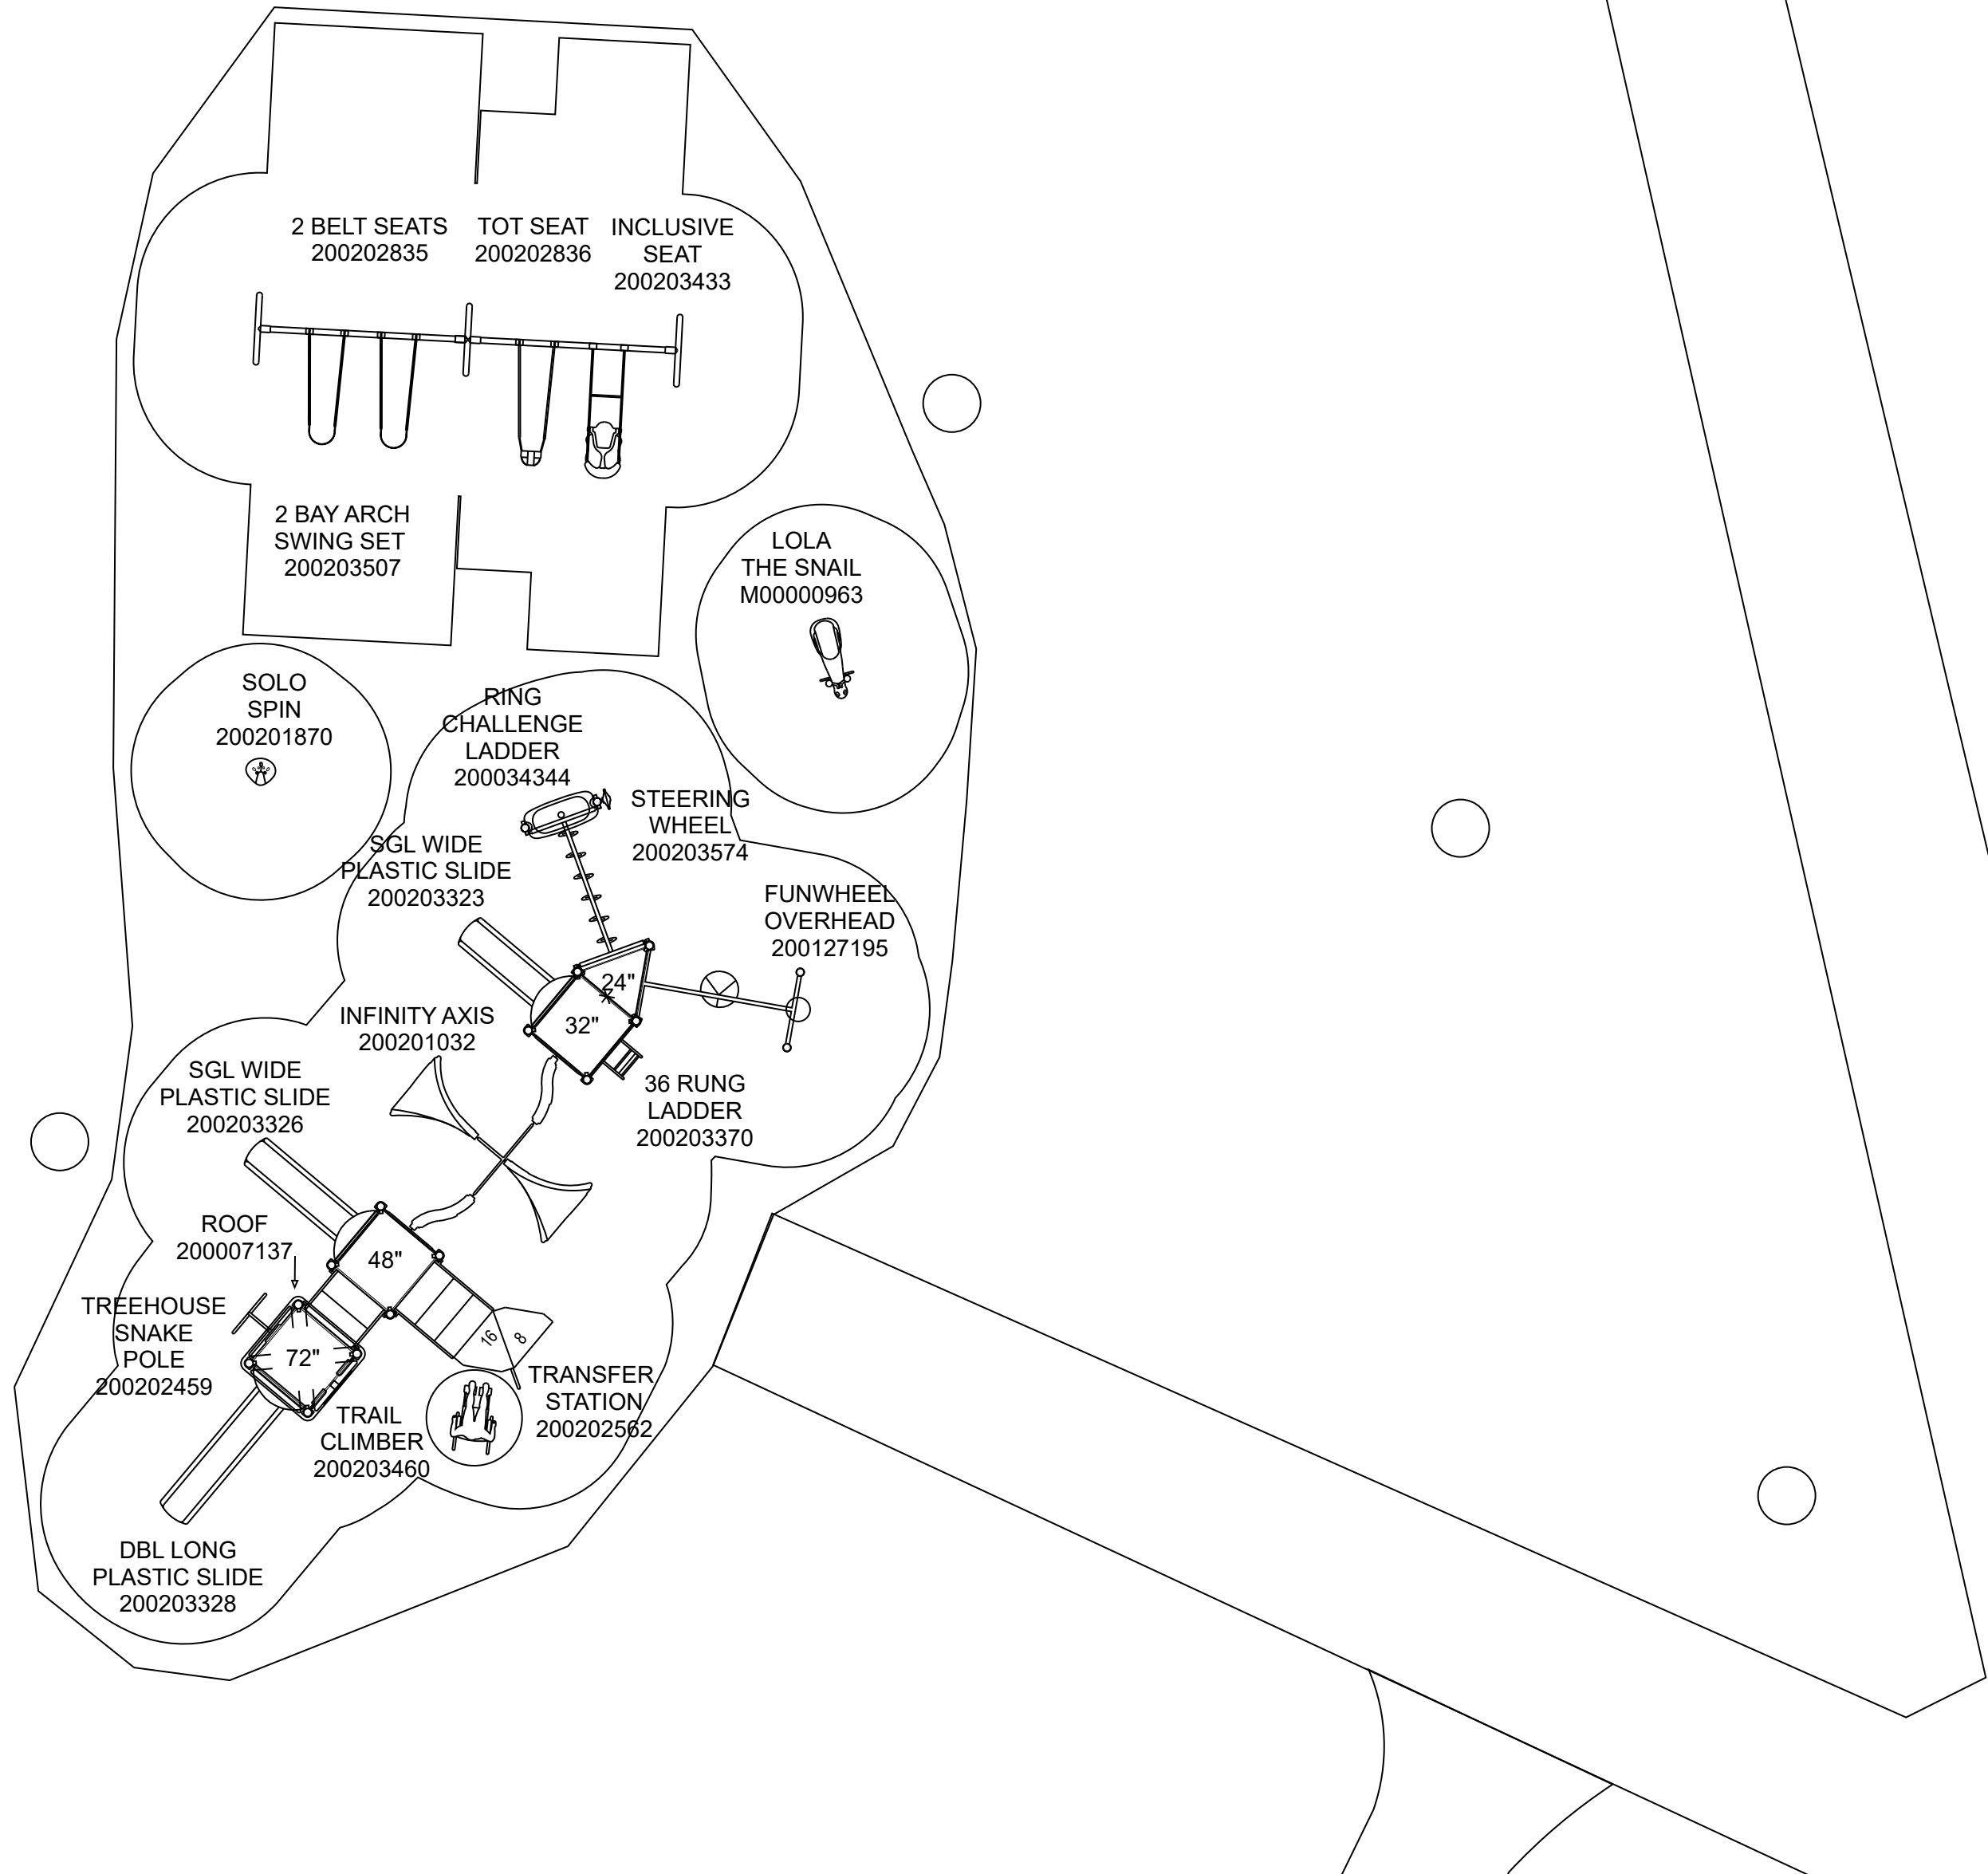 2 BELT SEATS
200202835
TOT SEAT
200202836
INCLUSIVE
SEAT
200203433
2 BAY ARCH
SWING SET
200203507
LOLA
THE SNAIL
M00000963
SOLO
SPIN
200201870
RING
CHALLENGE
LADDER
200034344
STEERING
WHEEL
200203574
SGL WIDE
PLASTIC SLIDE
200203323
FUNWHEEL
OVERHEAD
200127195
24"
32"
INFINITY AXIS
200201032
36 RUNG
LADDER
200203370
SGL WIDE
PLASTIC SLIDE
200203326
ROOF
200007137
48"
TREEHOUSE
SNAKE
POLE
200202459
72"
16
8
TRANSFER
STATION
200202562
TRAIL
CLIMBER
200203460
DBL LONG
PLASTIC SLIDE
200203328